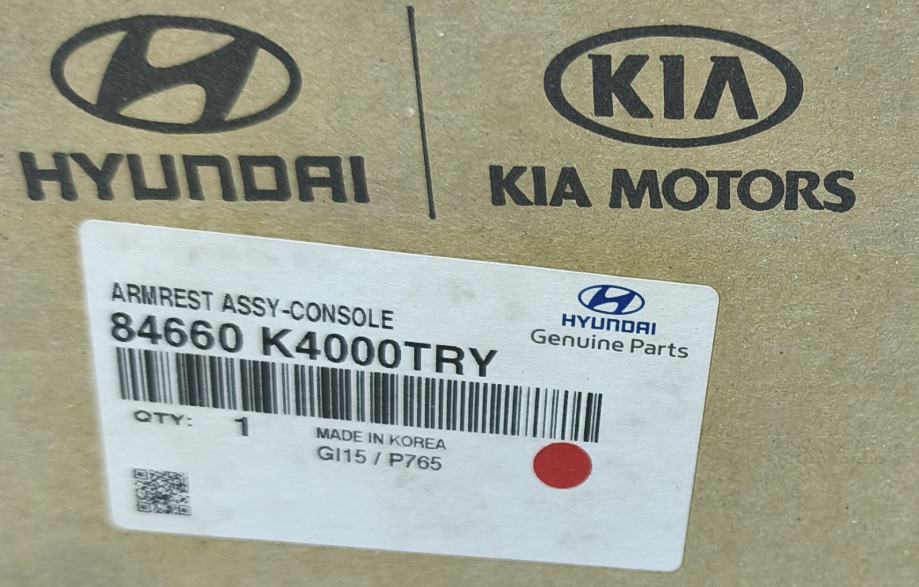 HYUNDAI
KIA
KIA MOTORS
ARMREST ASSY-CONSOLE
84660 K4000TRY
HYUNDAI
Genuine Parts
QTY: 1
MADE IN KOREA
GI15 / P765